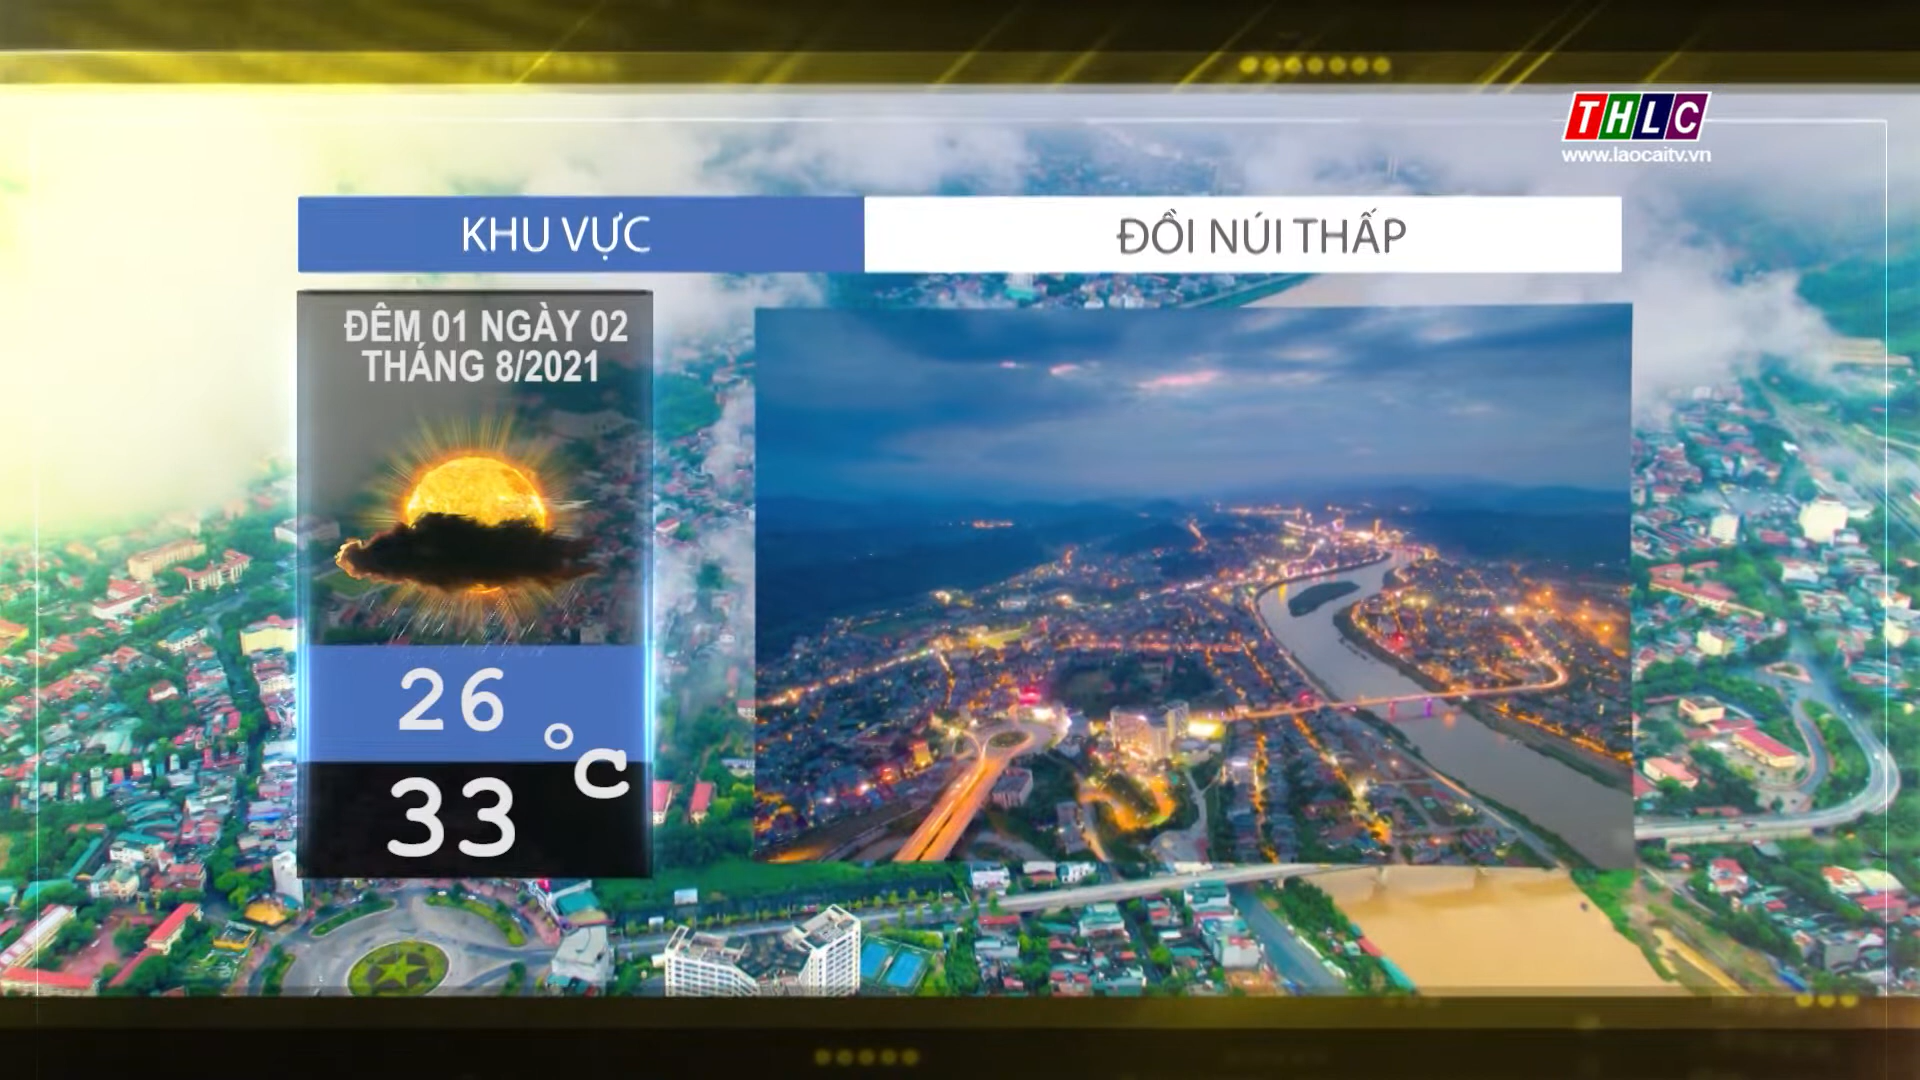 THLC
www.laocaitv.vn
KHU VỰC
ĐỒI NÚI THẤP
ĐÊM 01 NGÀY 02
THÁNG 8/2021
26
°C
33